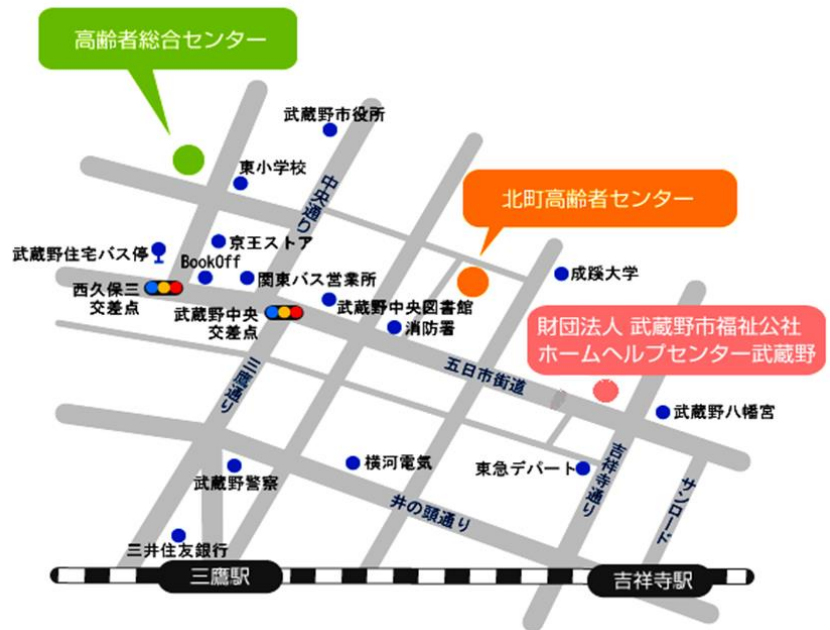 高齢者総合センター
武蔵野市役所
東小学校
中央通り
北町高齢者センター
武蔵野住宅バス停
京王ストア
BookOff
関東バス営業所
成蹊大学
西久保三
交差点
武蔵野中央
交差点
武蔵野中央図書館
消防署
財団法人 武蔵野市福祉公社
ホームヘルプセンター武蔵野
三鷹通り
五日市街道
武蔵野八幡宮
武蔵野警察
横河電気
東急デパート
吉祥寺通り
サンロード
井の頭通り
三井住友銀行
三鷹駅
吉祥寺駅